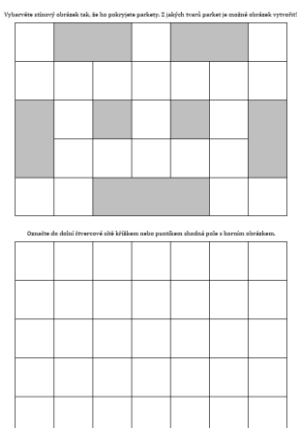 Vybarvěte stínový obrázek tak, že ho pokryjete parkety. Z jakých tvarů parket je možné obrázek vytvořit?
Označte do dolní čtvercové sítě křížkem nebo puntíkem shodná pole s horním obrázkem.